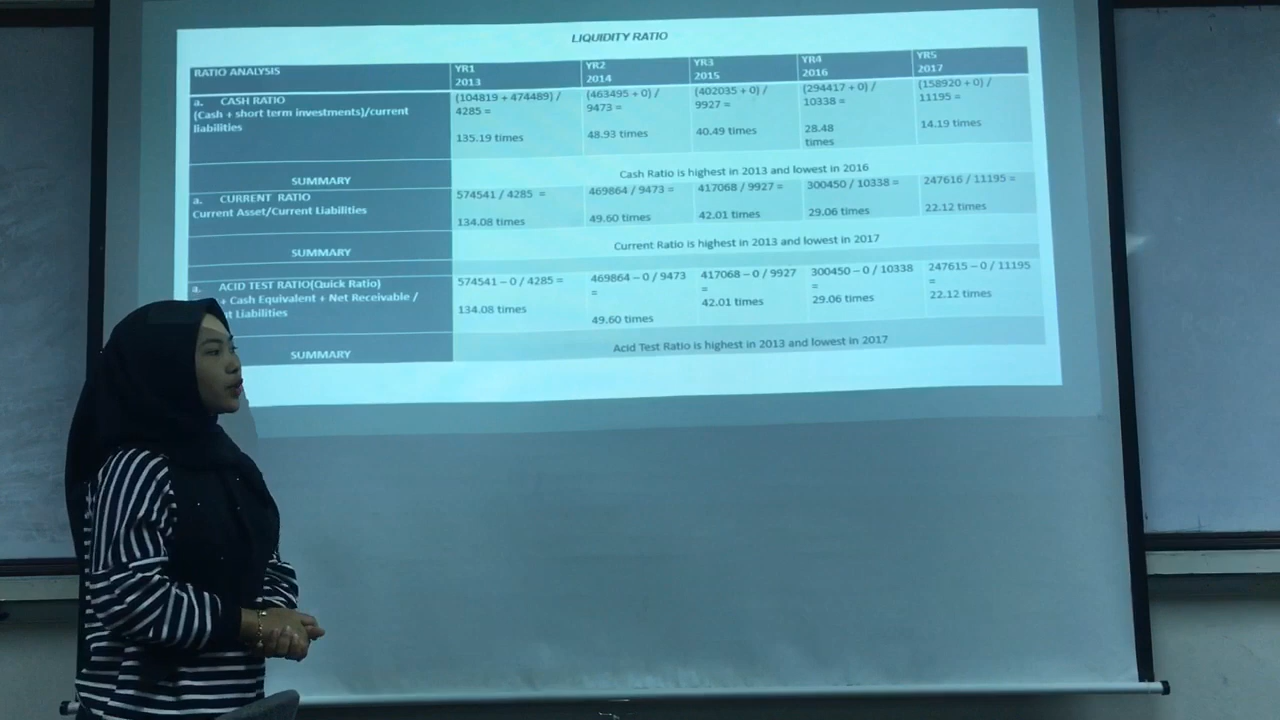 LIQUIDITY RATIO
RATIO ANALYSIS
YR1
2013
YR2
2014
YR3
2015
YR4
2016
YR5
2017
a. CASH RATIO
(Cash + short term investments)/current
liabilities
(104819 + 474489) /
4285 =
135.19 times
(463495 + 0) /
9473 =
48.93 times
(402035 + 0) /
9927 =
40.49 times
(294417 + 0) /
10338 =
28.48
times
(158920 + 0) /
11195 =
14.19 times
SUMMARY
Cash Ratio is highest in 2013 and lowest in 2016
a. CURRENT RATIO
Current Asset/Current Liabilities
574541 / 4285 =
134.08 times
469864 / 9473 =
49.60 times
417068 / 9927 =
42.01 times
300450 / 10338 =
29.06 times
247616 / 11195 =
22.12 times
SUMMARY
Current Ratio is highest in 2013 and lowest in 2017
a. ACID TEST RATIO(Quick Ratio)
+ Cash Equivalent + Net Receivable /
Liabilities
574541 – 0 / 4285 =
134.08 times
469864 – 0 / 9473
=
49.60 times
417068 – 0 / 9927
=
42.01 times
300450 – 0 / 10338
=
29.06 times
247615 – 0 / 11195
=
22.12 times
SUMMARY
Acid Test Ratio is highest in 2013 and lowest in 2017